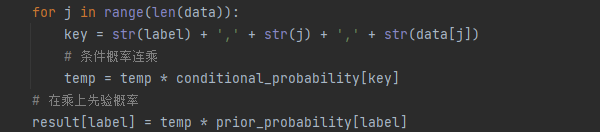 for j in range(len(data)):
key = str(label) + ',' + str(j) + ',' + str(data[j])
# 条件概率连乘
temp = temp * conditional_probability[key]
# 在乘上先验概率
result[label] = temp * prior_probability[label]